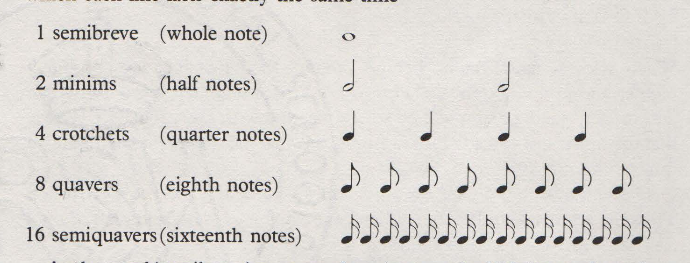 which each line lasts exactly the same time
1 semibreve (whole note)
2 minims (half notes)
4 crotchets (quarter notes)
8 quavers (eighth notes)
16 semiquavers (sixteenth notes)